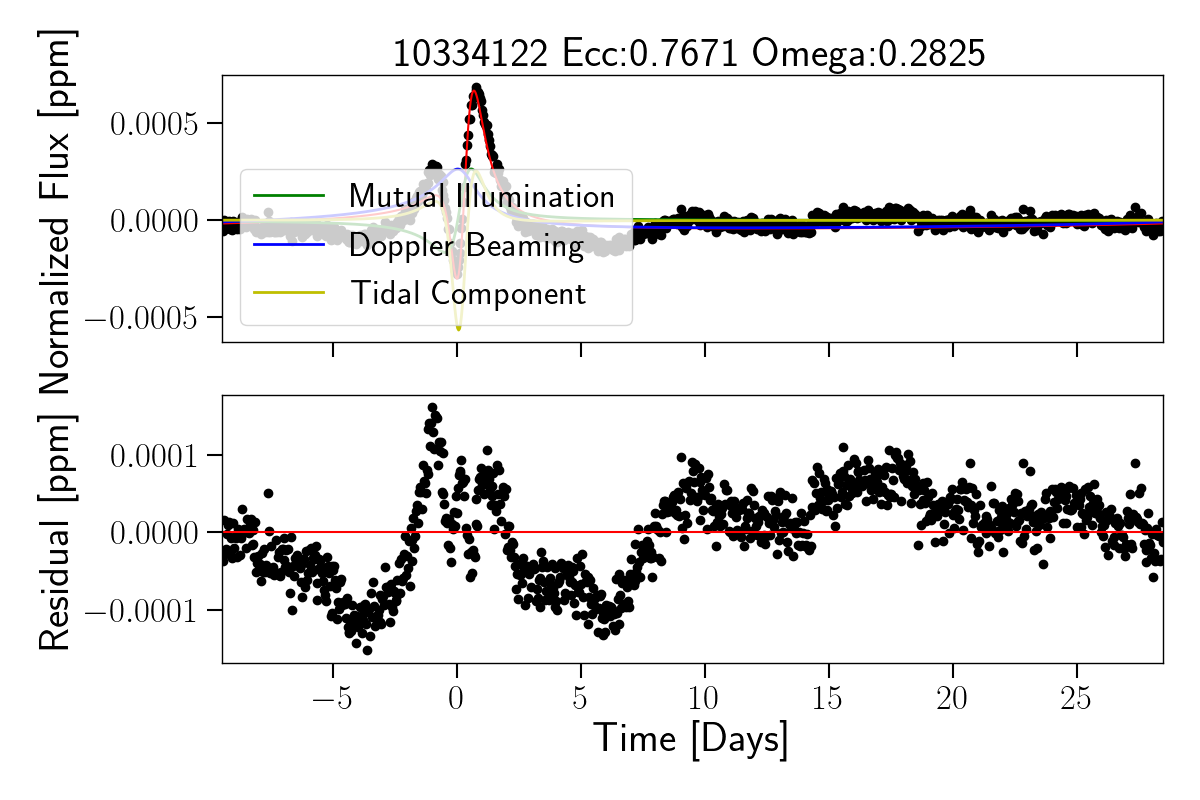 10334122 Ecc:0.7671 Omega:0.2825
Normalized Flux [ppm]
0.0005
0.0000
−0.0005
Mutual Illumination
Doppler Beaming
Tidal Component
Residual [ppm]
0.0001
0.0000
−0.0001
−5 0 5 10 15 20 25
Time [Days]